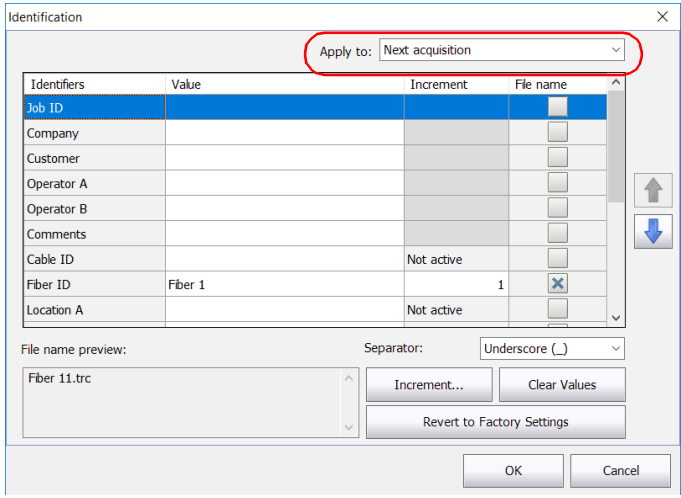 Identification
Apply to: Next acquisition
Identifiers Value Increment File name
Job ID
Company
Customer
Operator A
Operator B
Comments
Cable ID Not active
Fiber ID Fiber 1 1
Location A Not active
File name preview: Separator: Underscore (_)
Fiber 11.trc
Increment... Clear Values
Revert to Factory Settings
OK Cancel